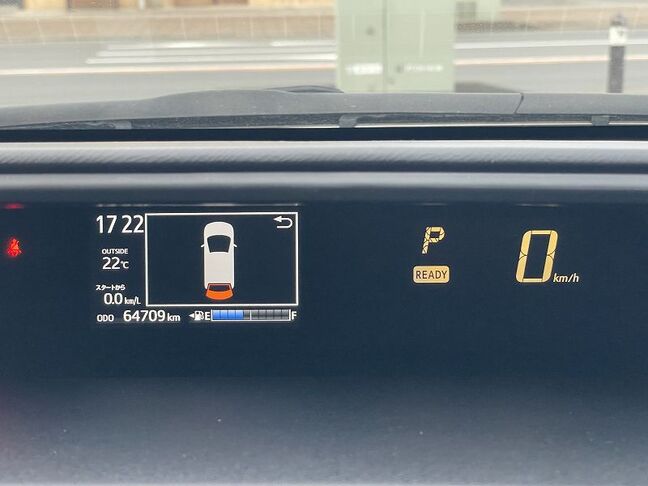 17 22
OUTSIDE
22℃
スタートから
0.0 km/L
ODO 64709 km
E F
P
READY
0 km/h